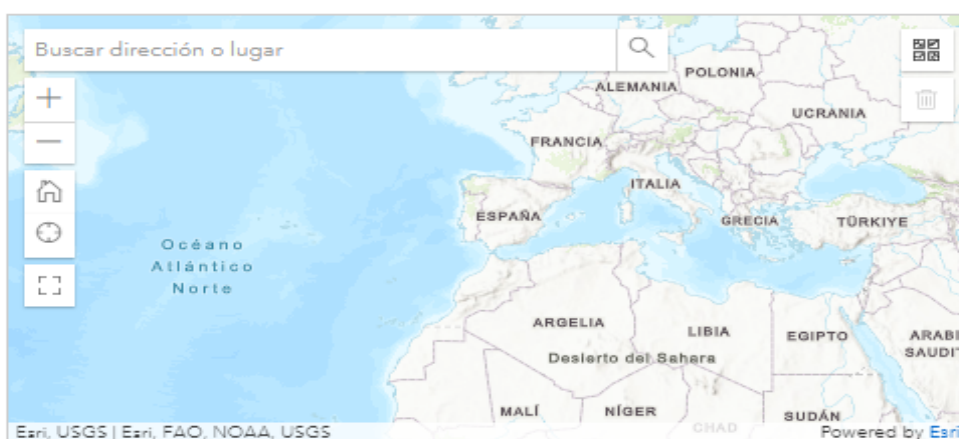 Buscar dirección o lugar
POLONIA
ALEMANIA
UCRANIA
FRANCIA
ITALIA
ESPAÑA
GRECIA
TÜRKIYE
Océano
Atlántico
Norte
ARGELIA
LIBIA
EGIPTO
ARABI
SAUDIT
Desierto del Sahara
MALÍ
NÍGER
SUDÁN
CHAD
Esri, USGS | Esri, FAO, NOAA, USGS
Powered by Esri